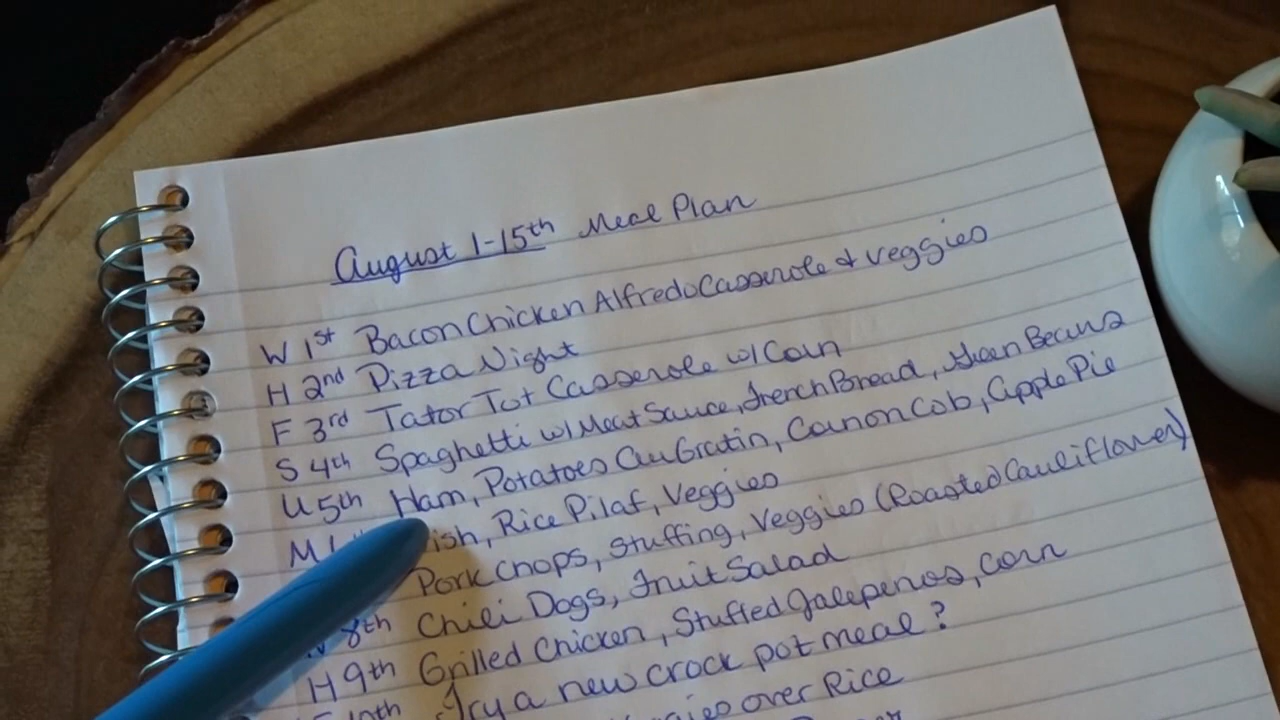 August 1-15th Meal Plan
W 1st Bacon Chicken Alfredo Casserole & veggies
H 2nd Pizza Night
F 3rd Tator Tot Casserole w/ Corn
S 4th Spaghetti w/ Meat Sauce, French Bread, Green Beans
U 5th Ham, Potatoes Au Gratin, Corn on Cob, Apple Pie
M Fish, Rice Pilaf, Veggies
Pork Chops, Stuffing, Veggies (Roasted Cauliflower)
8th Chili Dogs, Fruit Salad
H 9th Grilled Chicken, Stuffed Jalepenos, Corn
F 10th Try a new crock pot meal?
over Rice